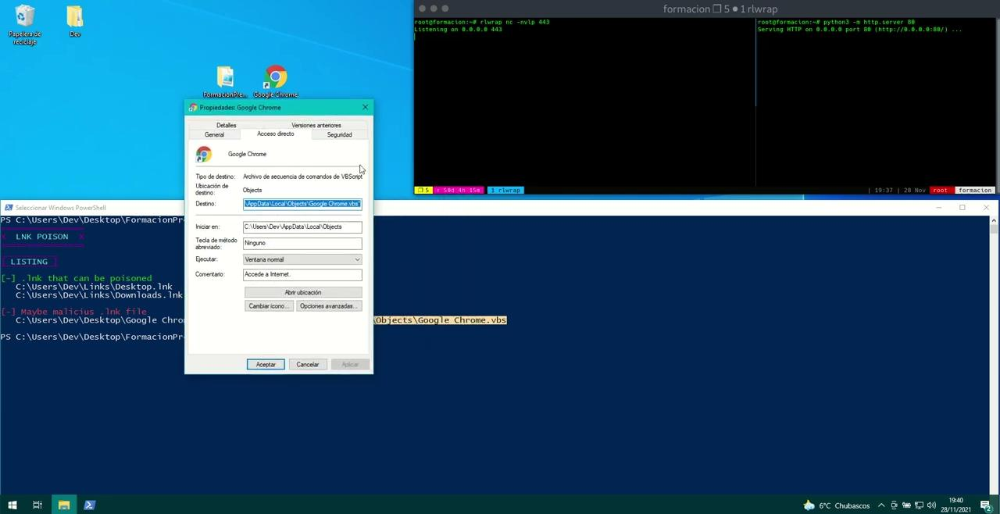 Papelera de
reciclaje
Dev
FormacionPre...
Google Chrome
formacion ❐ 5 ● 1 rlwrap
root@formacion:~# rlwrap nc -nvlp 443
Listening on 0.0.0.0 443
root@formacion:~# python3 -m http.server 80
Serving HTTP on 0.0.0.0 port 80 (http://0.0.0.0:80/) ...
❐ 5 ↑ 50d 4h 15m 1 rlwrap | 19:37 | 28 Nov root formacion
Propiedades: Google Chrome
Detalles Versiones anteriores
General Acceso directo Seguridad
Google Chrome
Tipo de destino: Archivo de secuencia de comandos de VBScript
Ubicación de
destino:
Objects
Destino: \AppData\Local\Objects\Google Chrome.vbs"
Iniciar en: C:\Users\Dev\AppData\Local\Objects
Tecla de método
abreviado:
Ninguno
Ejecutar: Ventana normal
Comentario: Accede a Internet.
Abrir ubicación
Cambiar icono... Opciones avanzadas...
Aceptar Cancelar Aplicar
Seleccionar Windows PowerShell
PS C:\Users\Dev\Desktop\FormacionPr
X LNK POISON X
[ LISTING ]
[-] .lnk that can be poisoned
C:\Users\Dev\Links\Desktop.lnk
C:\Users\Dev\Links\Downloads.lnk
[-] Maybe malicius .lnk file
C:\Users\Dev\Desktop\Google Chro
\Objects\Google Chrome.vbs
PS C:\Users\Dev\Desktop\FormacionPr
6°C Chubascos
19:40
28/11/2021
2